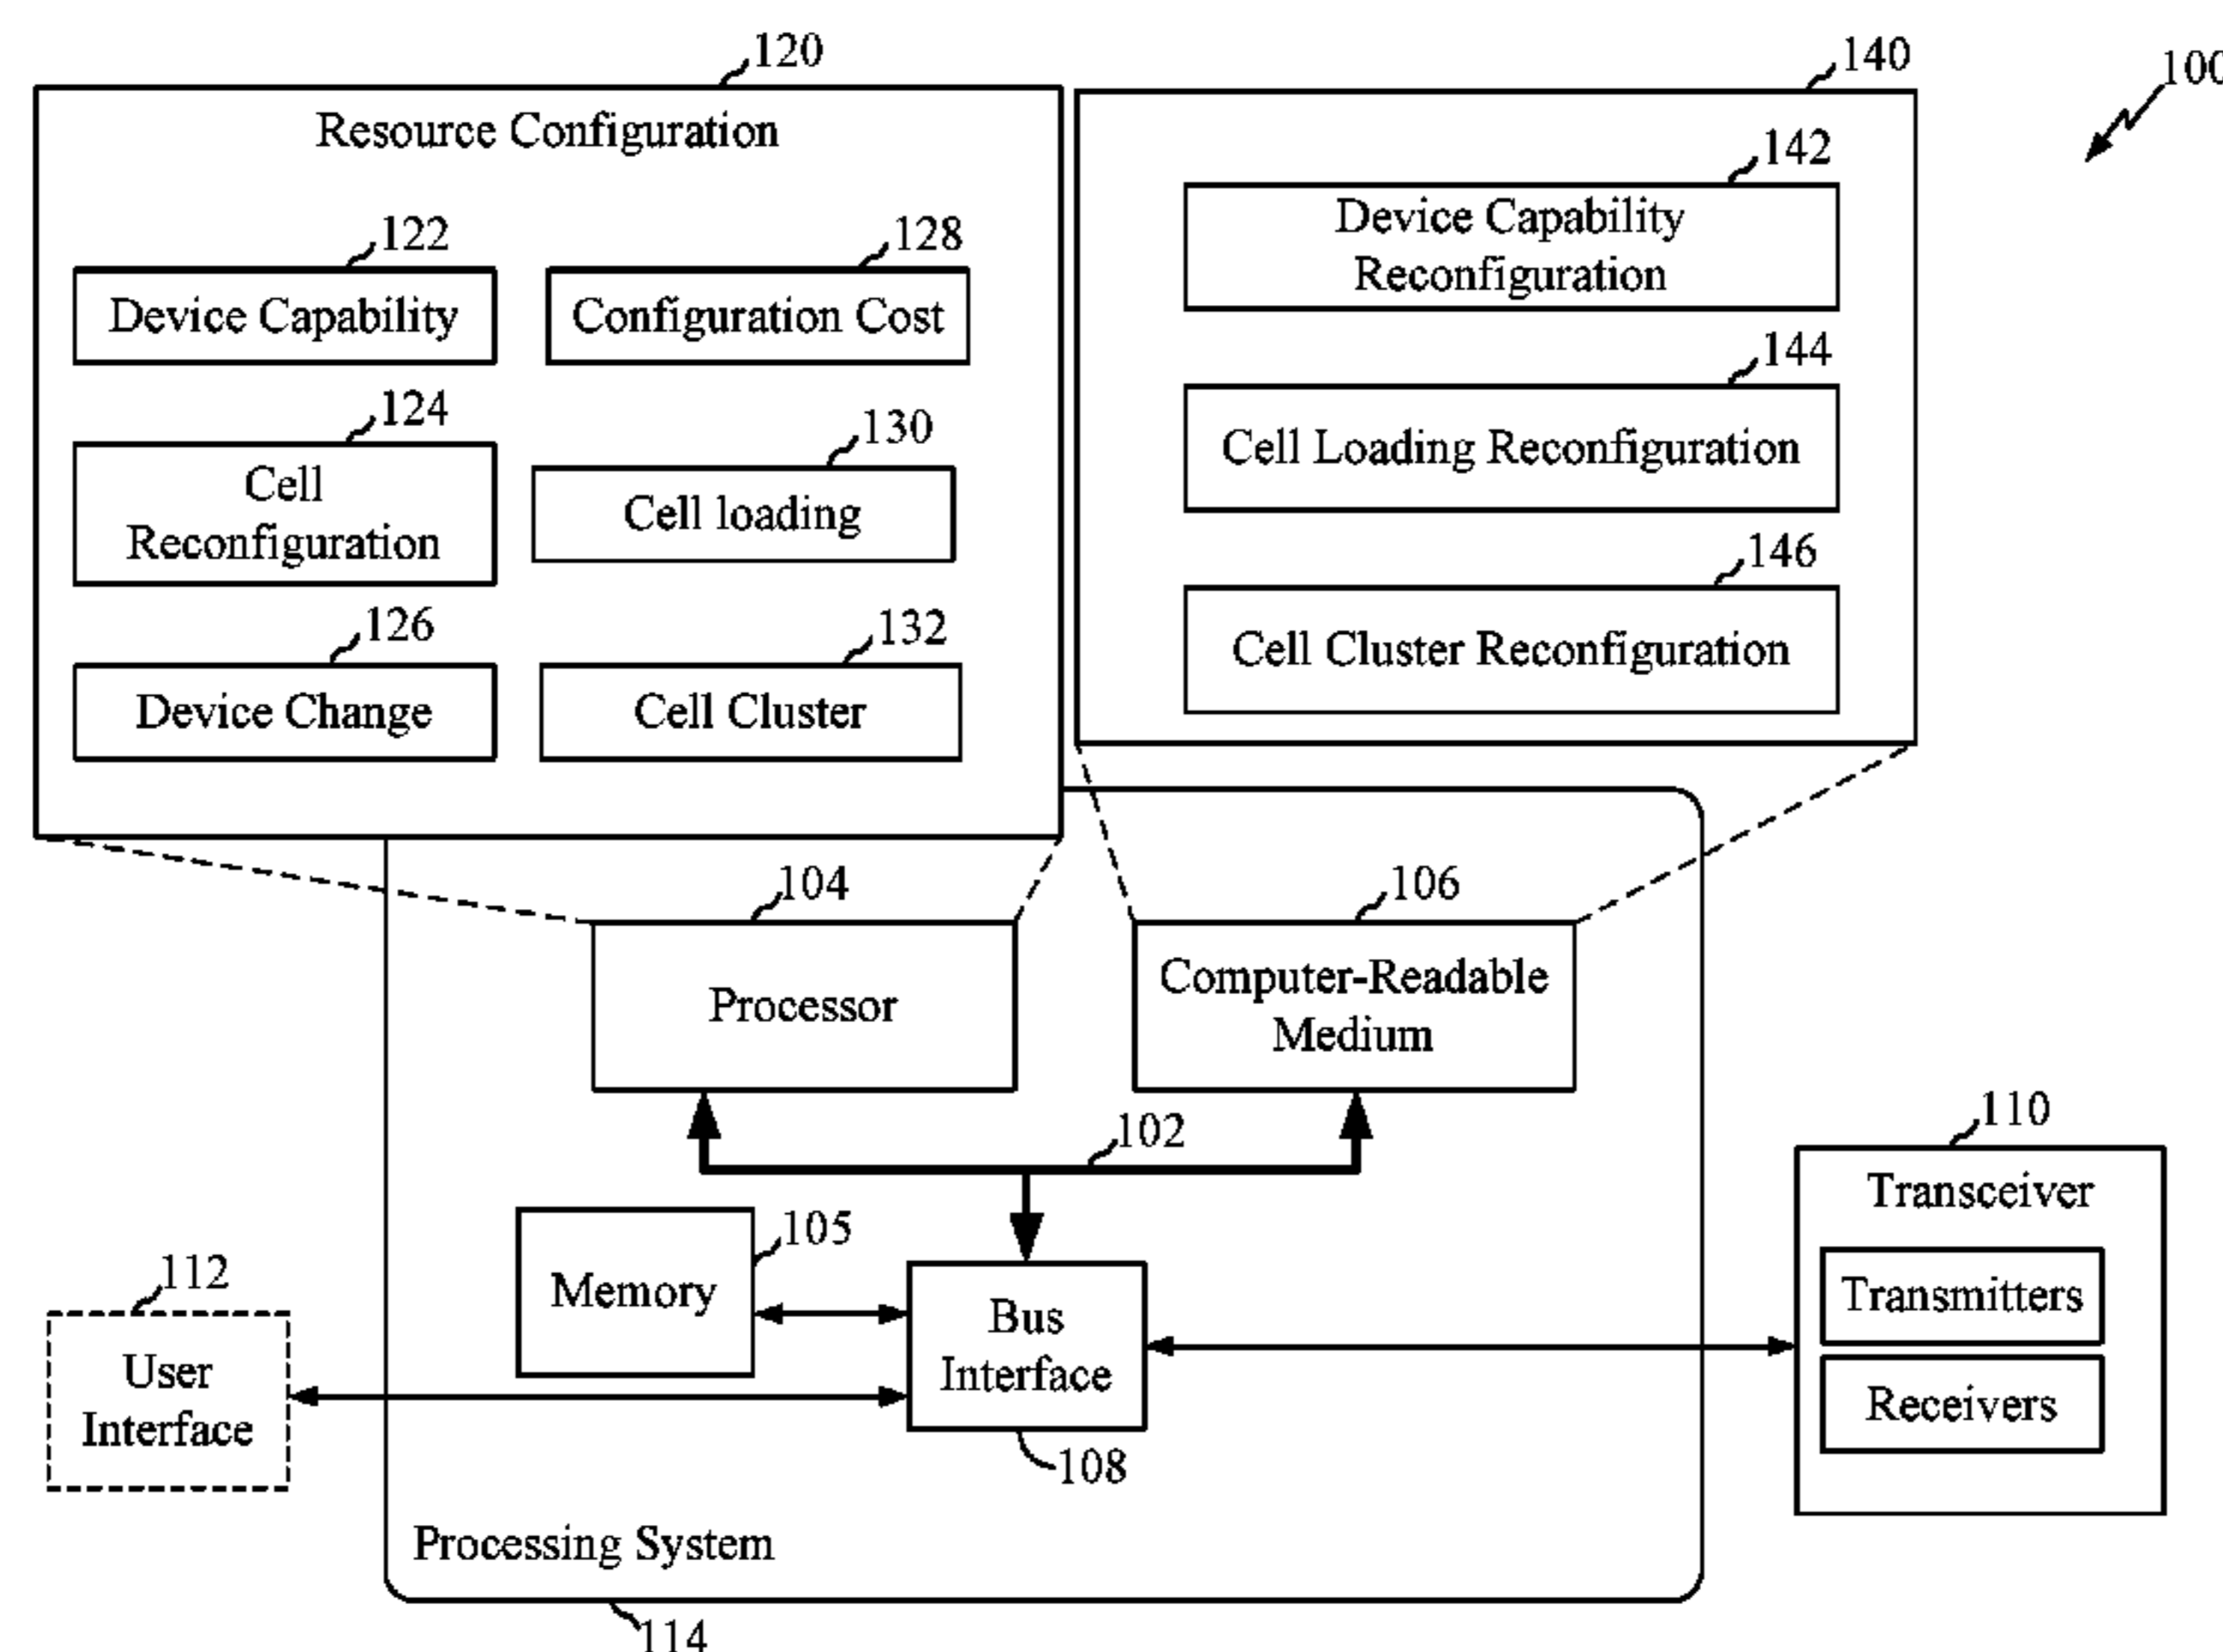 120
140
100
Resource Configuration
142
Device Capability
Reconfiguration
122
128
Device Capability
Configuration Cost
144
Cell Loading Reconfiguration
124
130
Cell
Reconfiguration
Cell loading
146
Cell Cluster Reconfiguration
126
132
Device Change
Cell Cluster
104
106
Processor
Computer-Readable
Medium
102
110
Transceiver
Transmitters
Receivers
105
Memory
112
User
Interface
Bus
Interface
108
Processing System
114